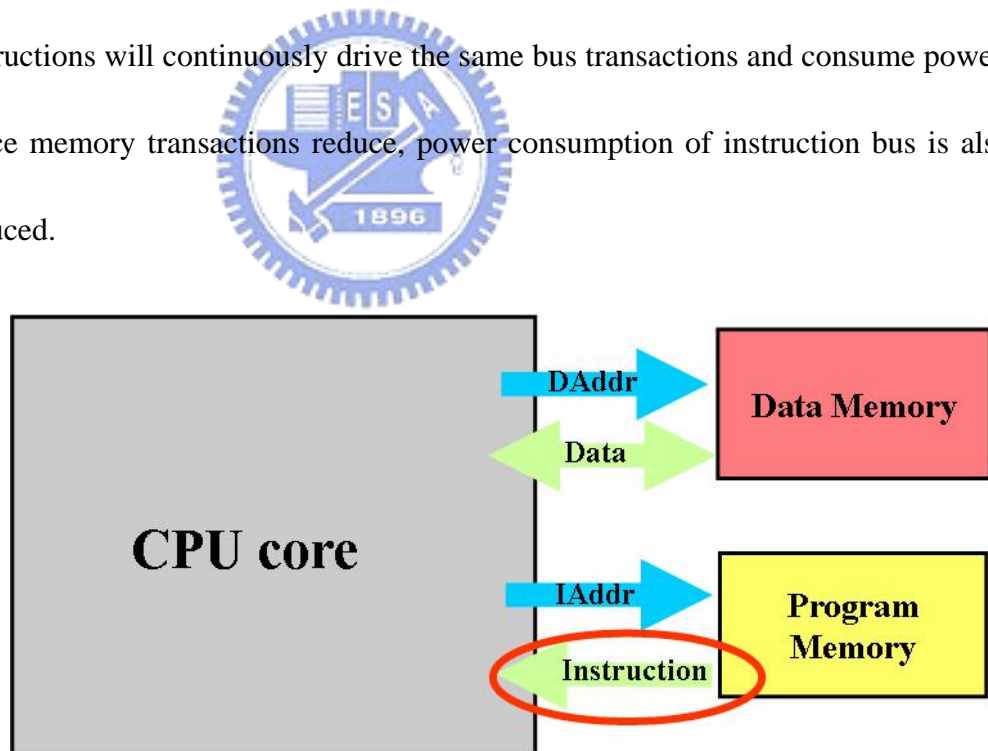 ructions will continuously drive the same bus transactions and consume powe
ce memory transactions reduce, power consumption of instruction bus is als
uced.
E S A
1896
DAddr
Data Memory
Data
CPU core
IAddr
Program
Memory
Instruction